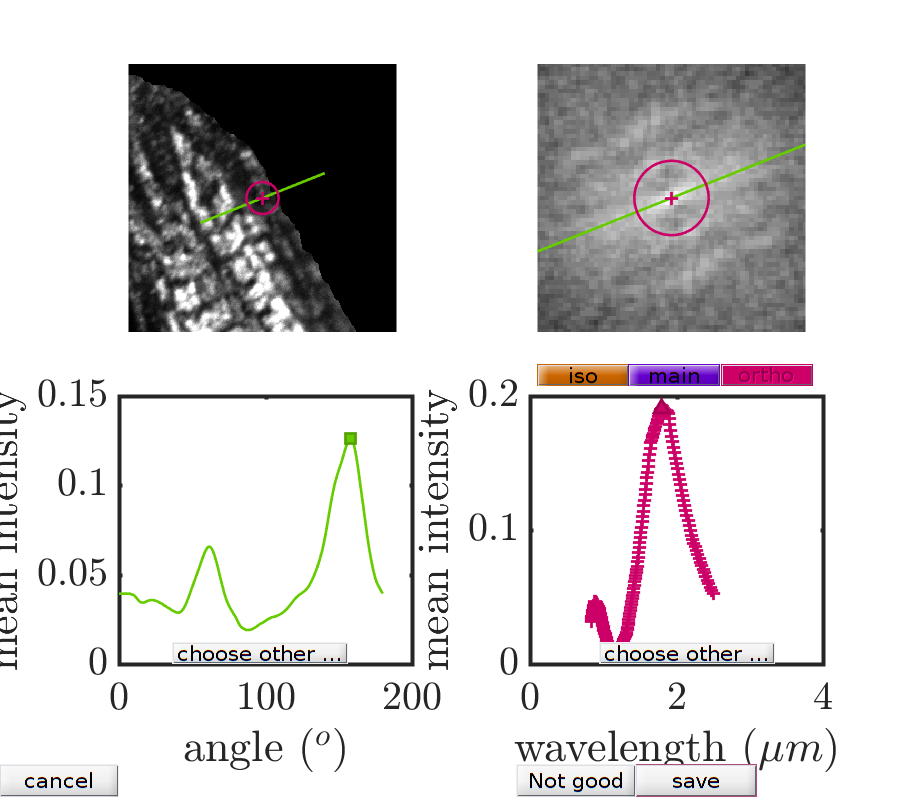 iso main ortho
0.15
0.1
0.05
0
mean intensity
0 100 200
angle (°)
choose other ...
0.2
0.1
0
mean intensity
0 2 4
wavelength (μm)
choose other ...
cancel
Not good save